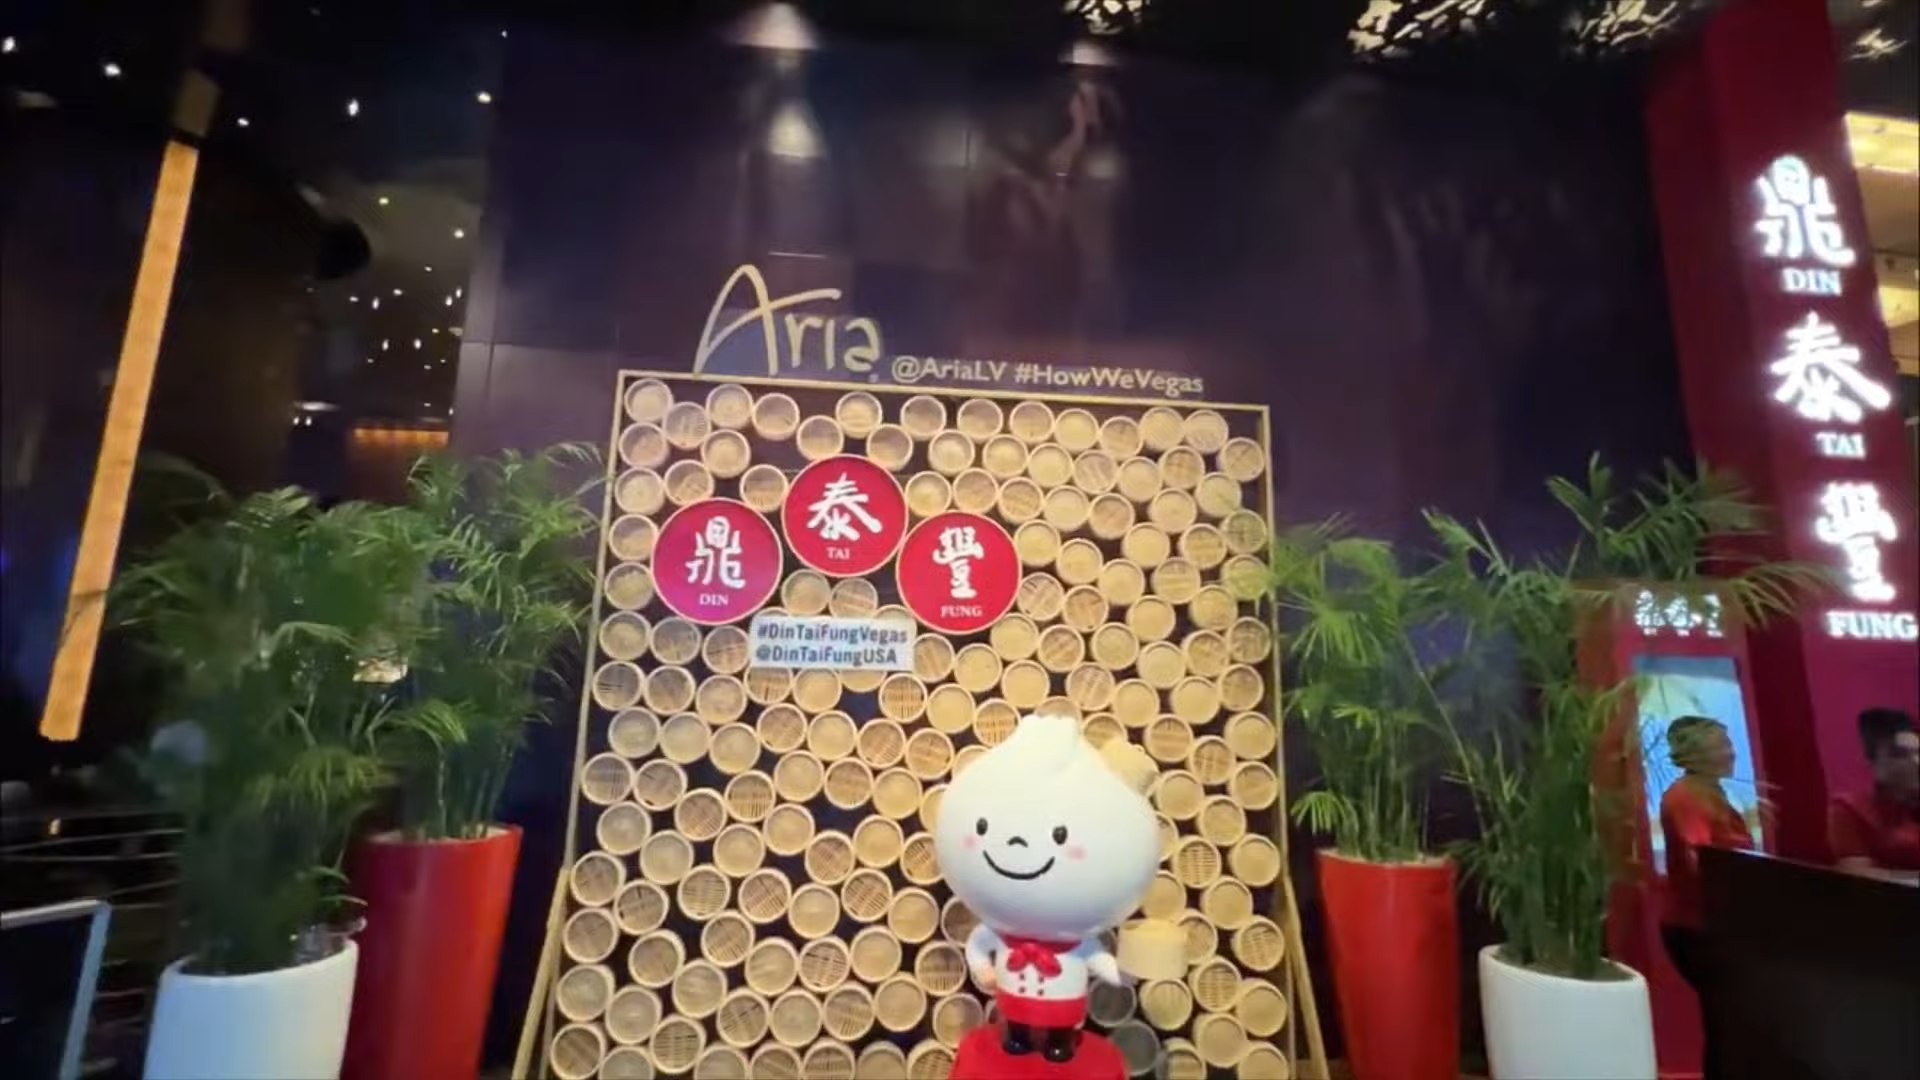 Aria
@AriaLV #HowWeVegas
鼎
DIN
泰
TAI
豐
FUNG
#DinTaiFungVegas
@DinTaiFungUSA
鼎
DIN
泰
TAI
豐
FUNG